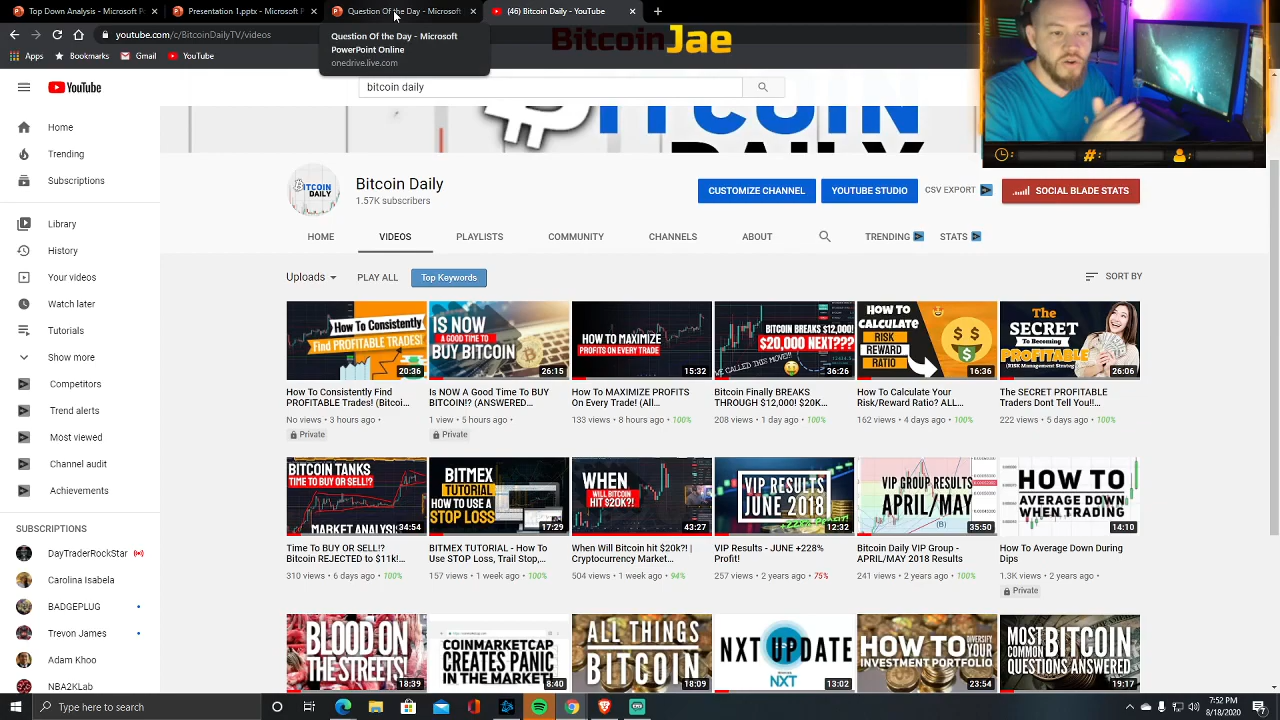 Trader Analysis - Microsoft P
Presentation 1.pptx - Microsoft
Question Of the Day - Microsoft
(46) Bitcoin Daily - YouTube
youtube.com/c/BitcoinDailyTV/videos
Question Of the Day - Microsoft
PowerPoint Online
onedrive.live.com
BitcoinJae
Apps
Bookmarks
Gmail
YouTube
YouTube
bitcoin daily
BITCOIN
DAILY
Home
Trending
Subscriptions
Library
History
Your videos
Watch later
Tutorials
Show more
Competitors
Trend alerts
Most viewed
Channel audit
Achievements
SUBSCRIPTIONS
DayTraderRockStar
Carolina Isabela
BADGEPLUG
Trevon James
Adam Khoo
NBA2KLab
BITCOIN
DAILY
Bitcoin Daily
1.57K subscribers
CUSTOMIZE CHANNEL
YOUTUBE STUDIO
CSV EXPORT
SOCIAL BLADE STATS
HOME
VIDEOS
PLAYLISTS
COMMUNITY
CHANNELS
ABOUT
TRENDING
STATS
Uploads
PLAY ALL
Top Keywords
SORT BY
How To Consistently
Find PROFITABLE TRADES!
20:36
IS NOW
A GOOD TIME TO
BUY BITCOIN
26:15
HOW TO MAXIMIZE
PROFITS ON EVERY TRADE
15:32
BITCOIN BREAKS $12,000!
$20,000 NEXT???
WE CALLED THIS MOVE!!
36:26
HOW TO
CALCULATE
RISK
REWARD
RATIO
16:36
The
SECRET
To Becoming
PROFITABLE
(RISK Management Strategy)
26:06
How To Consistently Find
PROFITABLE Trades! (Bitcoi...
No views • 3 hours ago •
Private
Is NOW A Good Time To BUY
BITCOIN!? (ANSWERED...
1 view • 5 hours ago •
Private
How To MAXIMIZE PROFITS
On Every Trade! (All...
133 views • 8 hours ago • 100%
Bitcoin Finally BREAKS
THROUGH $12,000! $20K...
208 views • 1 day ago • 100%
How To Calculate Your
Risk/Reward Ratio? ALL...
162 views • 4 days ago • 100%
The SECRET PROFITABLE
Traders Dont Tell You!!...
222 views • 5 days ago • 100%
BITCOIN TANKS
TIME TO BUY OR SELL!?
MARKET ANALYSIS
34:54
BITMEX
TUTORIAL
HOW TO USE A
STOP LOSS
17:29
WHEN
WILL BITCOIN
HIT $20K?!
43:27
VIP RESULTS
JUNE 2018
12:32
VIP GROUP RESULTS
APRIL/MAY
(B)
35:50
HOW TO
AVERAGE DOWN
WHEN TRADING
14:10
Time To BUY OR SELL!?
Bitcoin REJECTED to $11k!...
310 views • 6 days ago • 100%
BITMEX TUTORIAL - How To
Use STOP Loss, Trail Stop,...
157 views • 1 week ago • 100%
When Will Bitcoin hit $20k?! |
Cryptocurrency Market...
504 views • 1 week ago • 94%
VIP Results - JUNE +228%
Profit!
257 views • 2 years ago • 75%
Bitcoin Daily VIP Group -
APRIL/MAY 2018 Results
241 views • 2 years ago • 100%
How To Average Down During
Dips
1.3K views • 2 years ago •
Private
BLOOD ON
THE STREETS!
18:39
COINMARKETCAP
CREATES PANIC
IN THE MARKET!
8:40
ALL THINGS
BITCOIN
18:09
NXT UPDATE
NXT
13:02
HOW TO DIVERSIFY
YOUR
INVESTMENT PORTFOLIO
23:54
MOST
COMMON BITCOIN
QUESTIONS ANSWERED
19:17
Type here to search
7:52 PM
8/18/2020